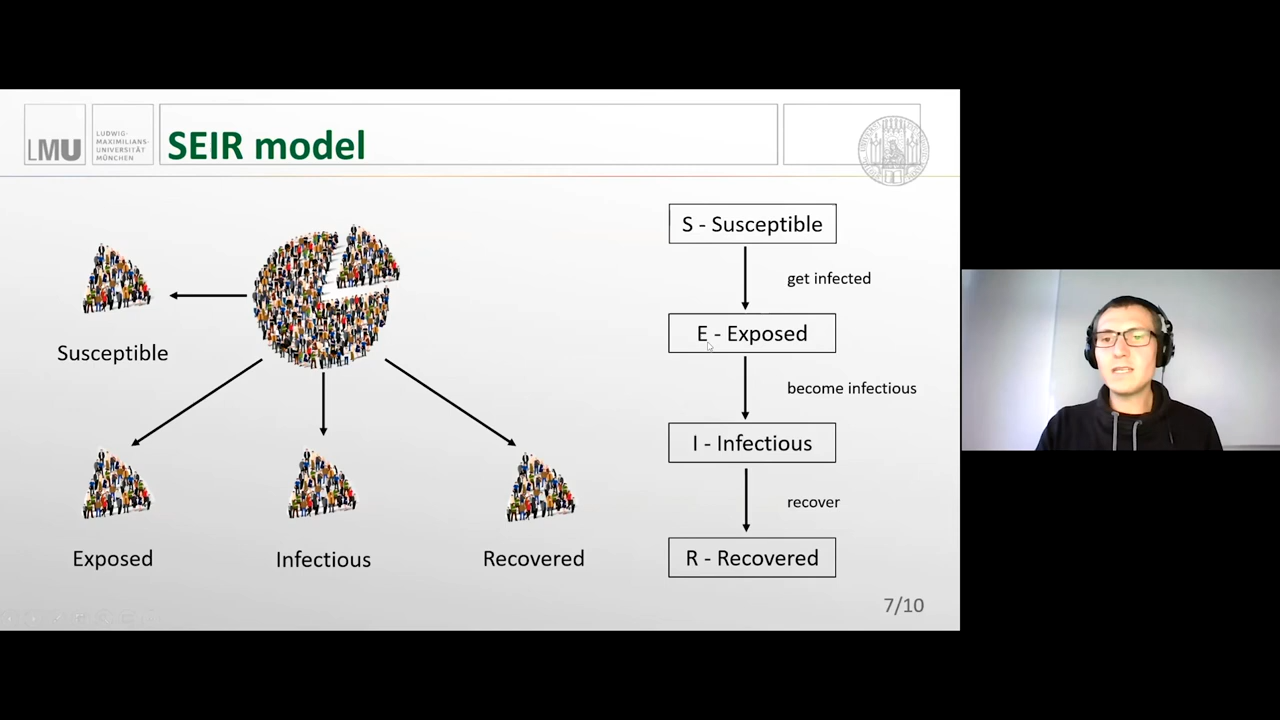 LMU
LUDWIG-
MAXIMILIANS-
UNIVERSITÄT
MÜNCHEN
SEIR model
Susceptible
Exposed
Infectious
Recovered
S - Susceptible
get infected
E - Exposed
become infectious
I - Infectious
recover
R - Recovered
7/10